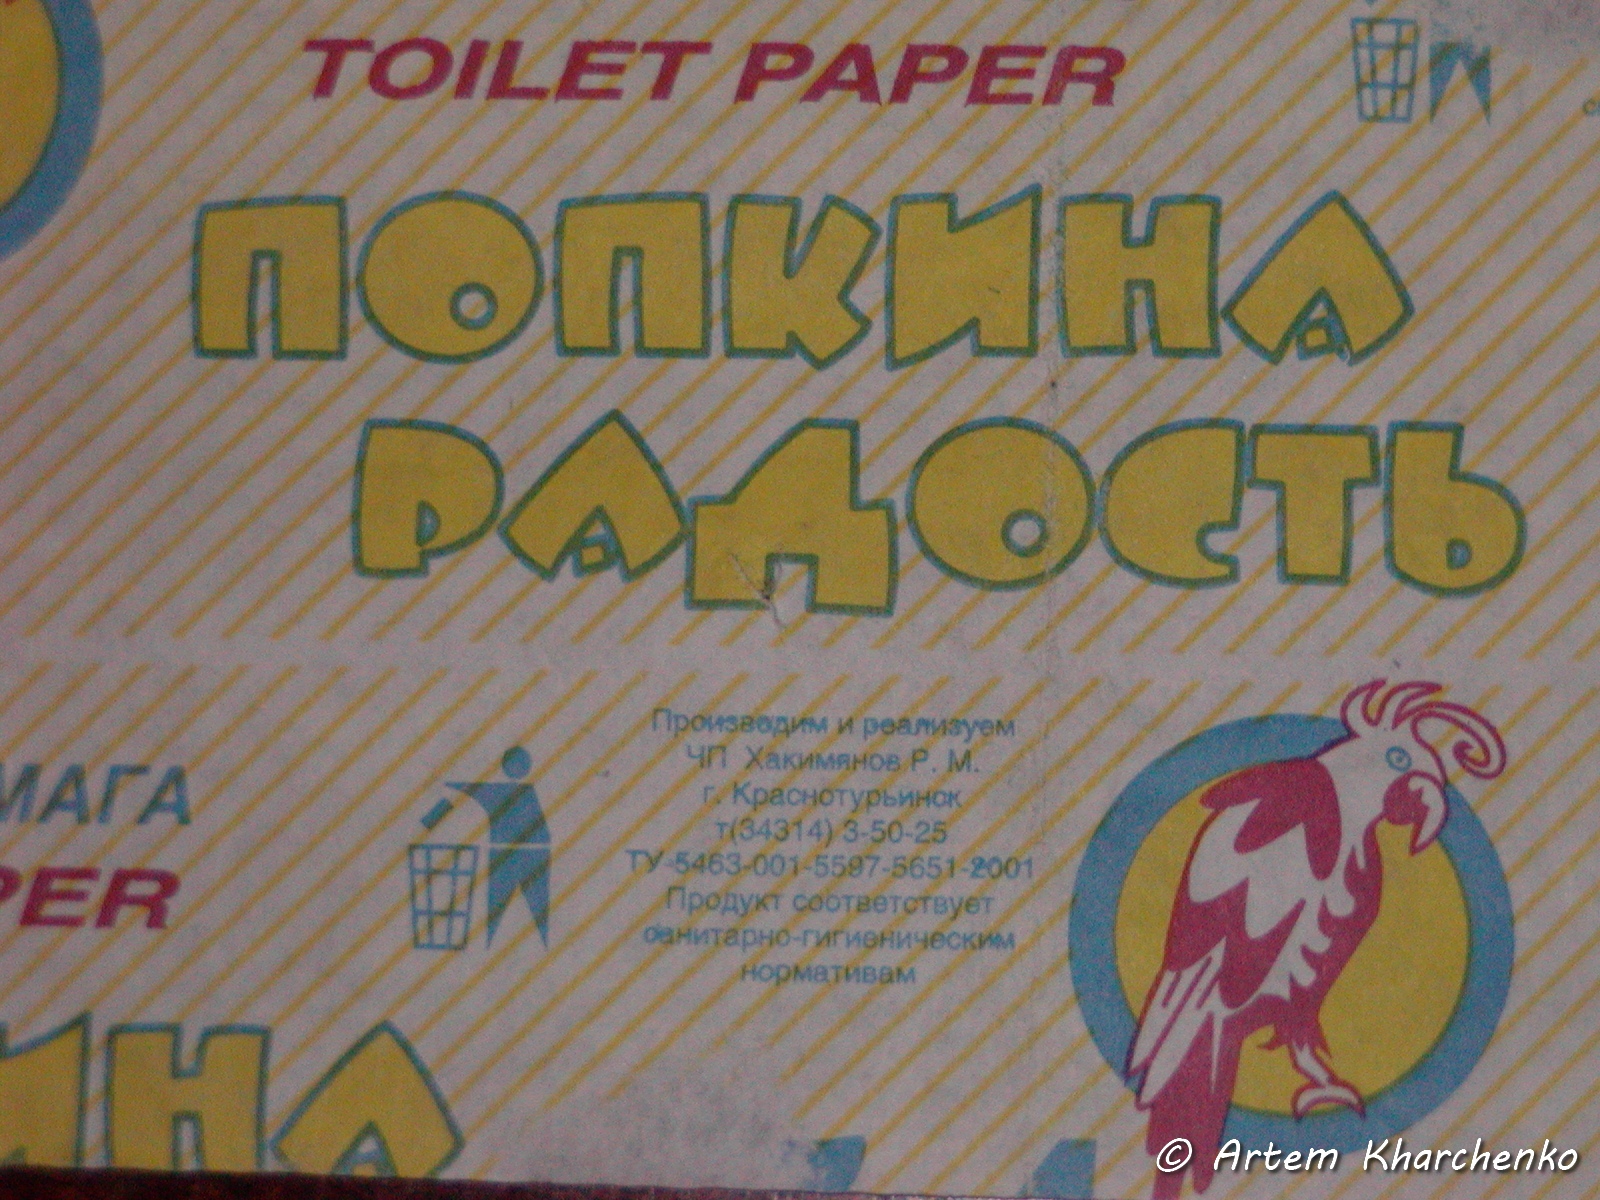 TOILET PAPER
ПОПКИНА
РАДОСТЬ
Производим и реализуем
ЧП Хакимянов Р. М.
г. Краснотурьинск
т(34314) 3-50-25
ТУ-5463-001-5597-5651-2001
Продукт соответствует
санитарно-гигиеническим
нормативам
МАГА
PER
ИНА
© Artem Kharchenko